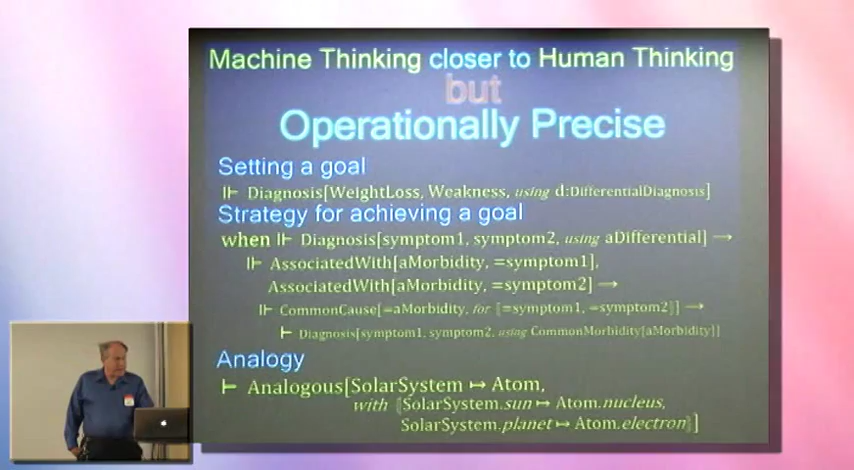 Machine Thinking closer to Human Thinking
but
Operationally Precise
Setting a goal
⊩ Diagnosis[WeightLoss, Weakness, using d:DifferentialDiagnosis]
Strategy for achieving a goal
when ⊩ Diagnosis[symptom1, symptom2, using aDifferential] →
⊩ AssociatedWith[aMorbidity, =symptom1],
AssociatedWith[aMorbidity, =symptom2] →
⊩ CommonCause[=aMorbidity, for ⟦=symptom1, =symptom2⟧] →
⊢ Diagnosis[symptom1, symptom2, using CommonMorbidity[aMorbidity]]
Analogy
⊢ Analogous[SolarSystem ↦ Atom,
with ⟦SolarSystem.sun ↦ Atom.nucleus,
SolarSystem.planet ↦ Atom.electron⟧]